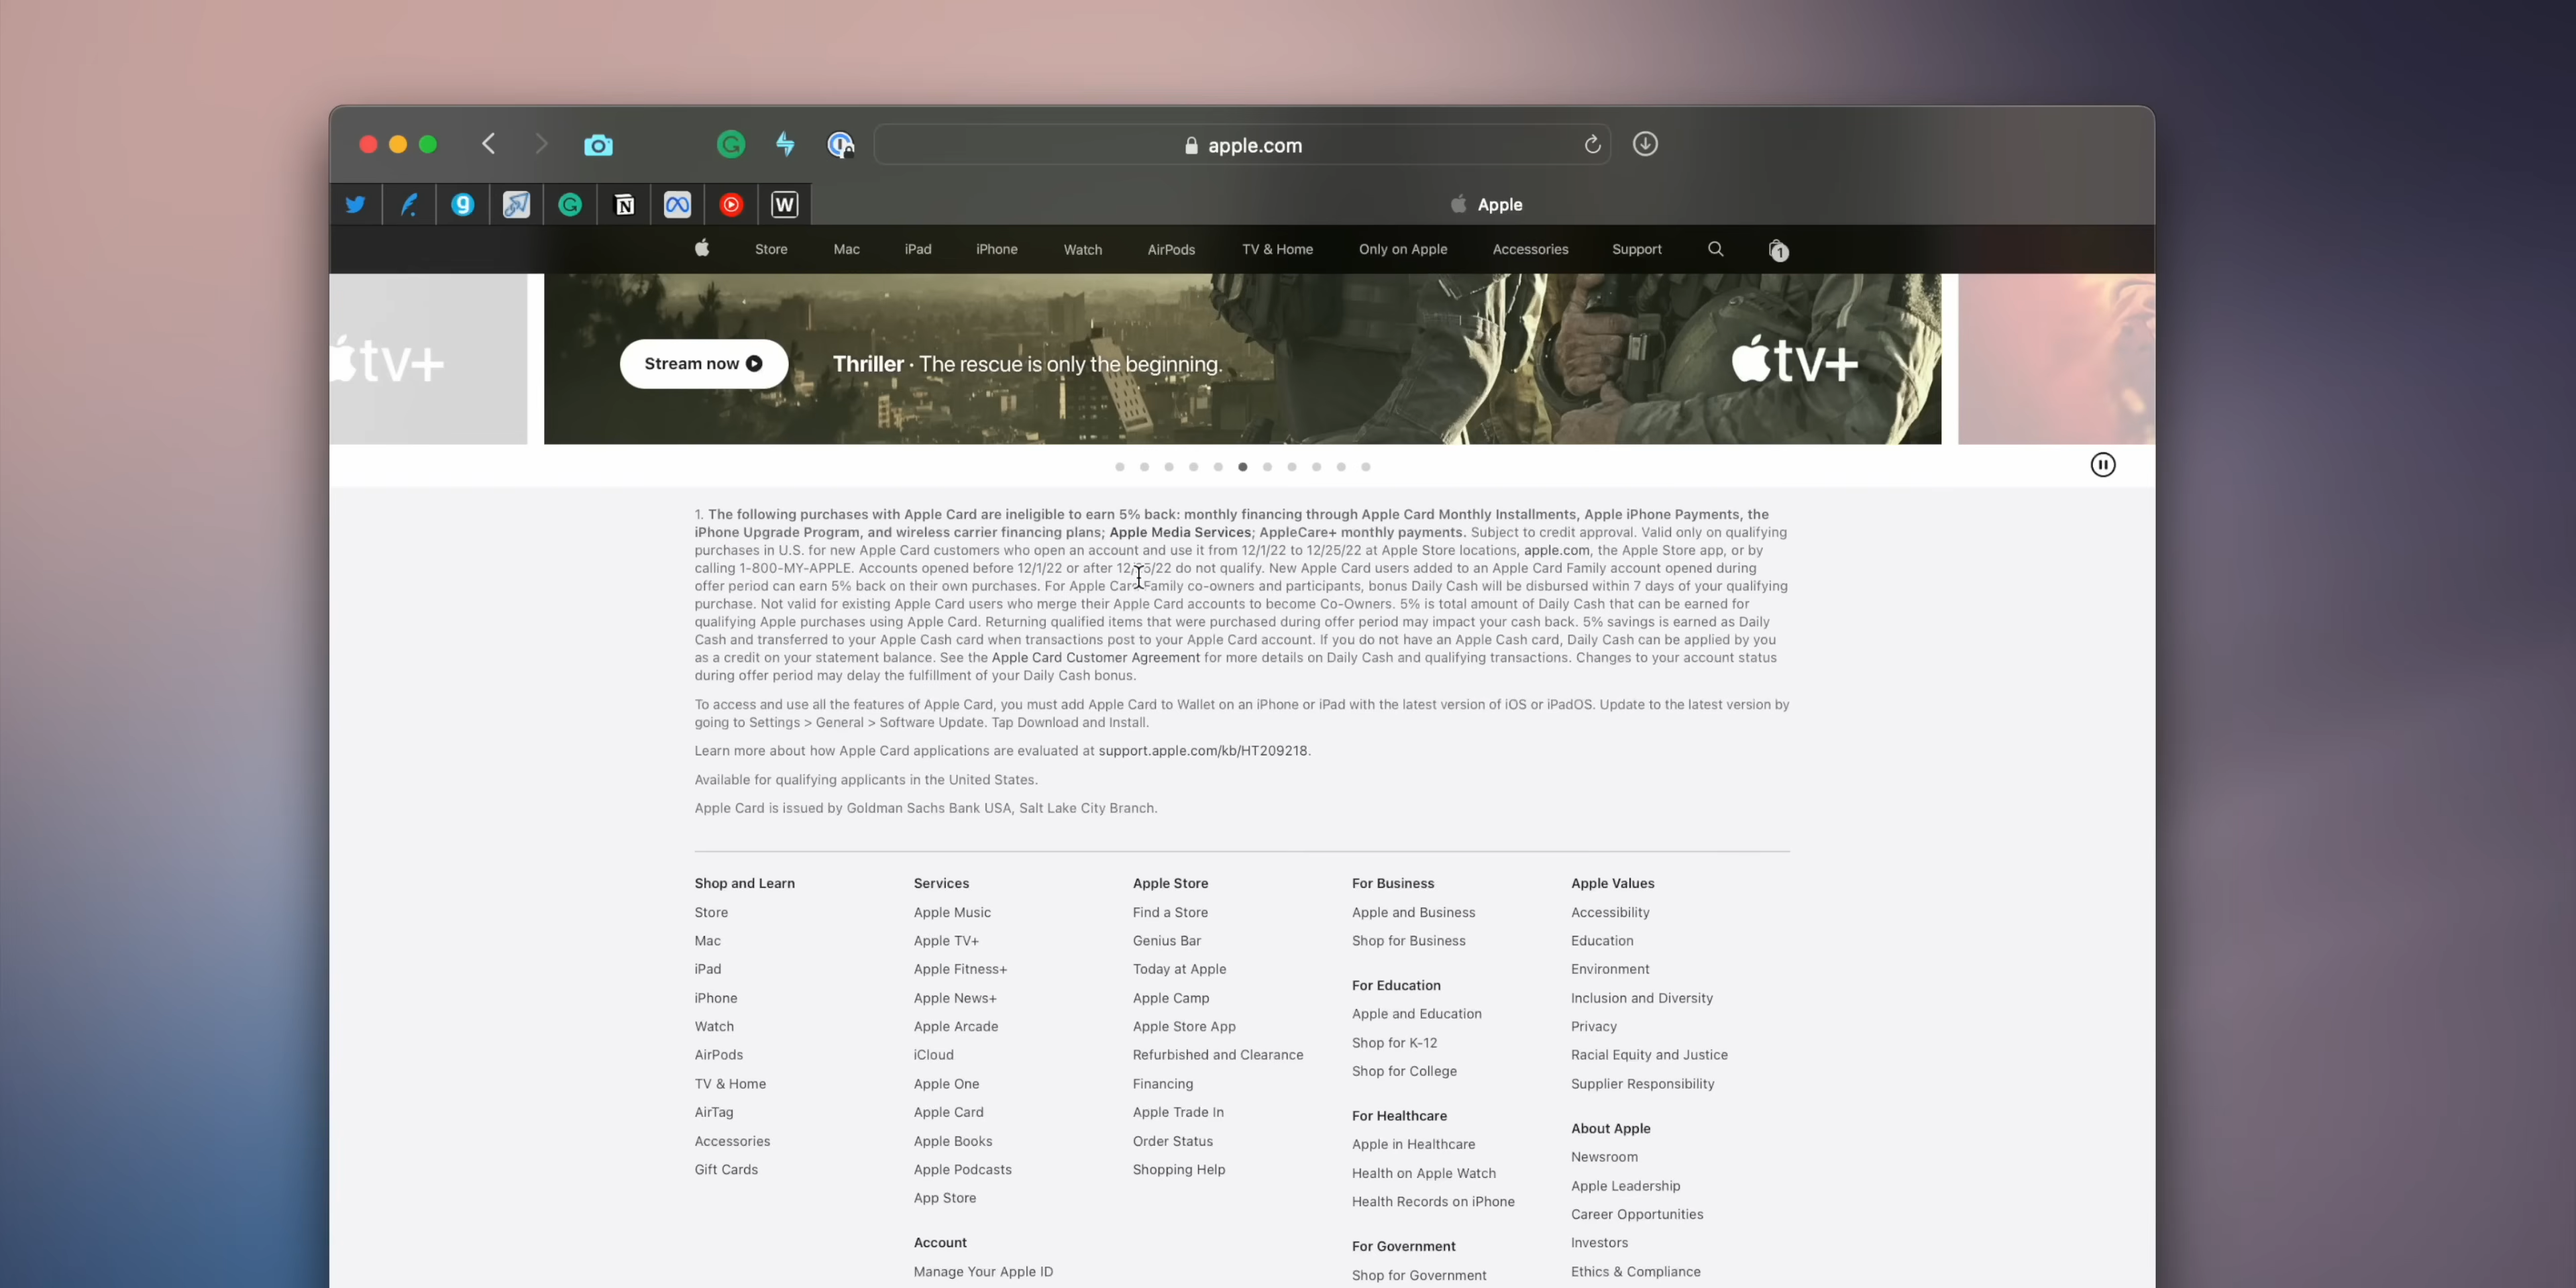 apple.com
Apple
Store Mac iPad iPhone Watch AirPods TV & Home Only on Apple Accessories Support 1
tv+
Stream now Thriller · The rescue is only the beginning. tv+
1. The following purchases with Apple Card are ineligible to earn 5% back: monthly financing through Apple Card Monthly Installments, Apple iPhone Payments, the
iPhone Upgrade Program, and wireless carrier financing plans; Apple Media Services; AppleCare+ monthly payments. Subject to credit approval. Valid only on qualifying
purchases in U.S. for new Apple Card customers who open an account and use it from 12/1/22 to 12/25/22 at Apple Store locations, apple.com, the Apple Store app, or by
calling 1-800-MY-APPLE. Accounts opened before 12/1/22 or after 12/25/22 do not qualify. New Apple Card users added to an Apple Card Family account opened during
offer period can earn 5% back on their own purchases. For Apple Card Family co-owners and participants, bonus Daily Cash will be disbursed within 7 days of your qualifying
purchase. Not valid for existing Apple Card users who merge their Apple Card accounts to become Co-Owners. 5% is total amount of Daily Cash that can be earned for
qualifying Apple purchases using Apple Card. Returning qualified items that were purchased during offer period may impact your cash back. 5% savings is earned as Daily
Cash and transferred to your Apple Cash card when transactions post to your Apple Card account. If you do not have an Apple Cash card, Daily Cash can be applied by you
as a credit on your statement balance. See the Apple Card Customer Agreement for more details on Daily Cash and qualifying transactions. Changes to your account status
during offer period may delay the fulfillment of your Daily Cash bonus.
To access and use all the features of Apple Card, you must add Apple Card to Wallet on an iPhone or iPad with the latest version of iOS or iPadOS. Update to the latest version by
going to Settings > General > Software Update. Tap Download and Install.
Learn more about how Apple Card applications are evaluated at support.apple.com/kb/HT209218.
Available for qualifying applicants in the United States.
Apple Card is issued by Goldman Sachs Bank USA, Salt Lake City Branch.
Shop and Learn
Store
Mac
iPad
iPhone
Watch
AirPods
TV & Home
AirTag
Accessories
Gift Cards
Services
Apple Music
Apple TV+
Apple Fitness+
Apple News+
Apple Arcade
iCloud
Apple One
Apple Card
Apple Books
Apple Podcasts
App Store
Account
Manage Your Apple ID
Apple Store
Find a Store
Genius Bar
Today at Apple
Apple Camp
Apple Store App
Refurbished and Clearance
Financing
Apple Trade In
Order Status
Shopping Help
For Business
Apple and Business
Shop for Business
For Education
Apple and Education
Shop for K-12
Shop for College
For Healthcare
Apple in Healthcare
Health on Apple Watch
Health Records on iPhone
For Government
Shop for Government
Apple Values
Accessibility
Education
Environment
Inclusion and Diversity
Privacy
Racial Equity and Justice
Supplier Responsibility
About Apple
Newsroom
Apple Leadership
Career Opportunities
Investors
Ethics & Compliance